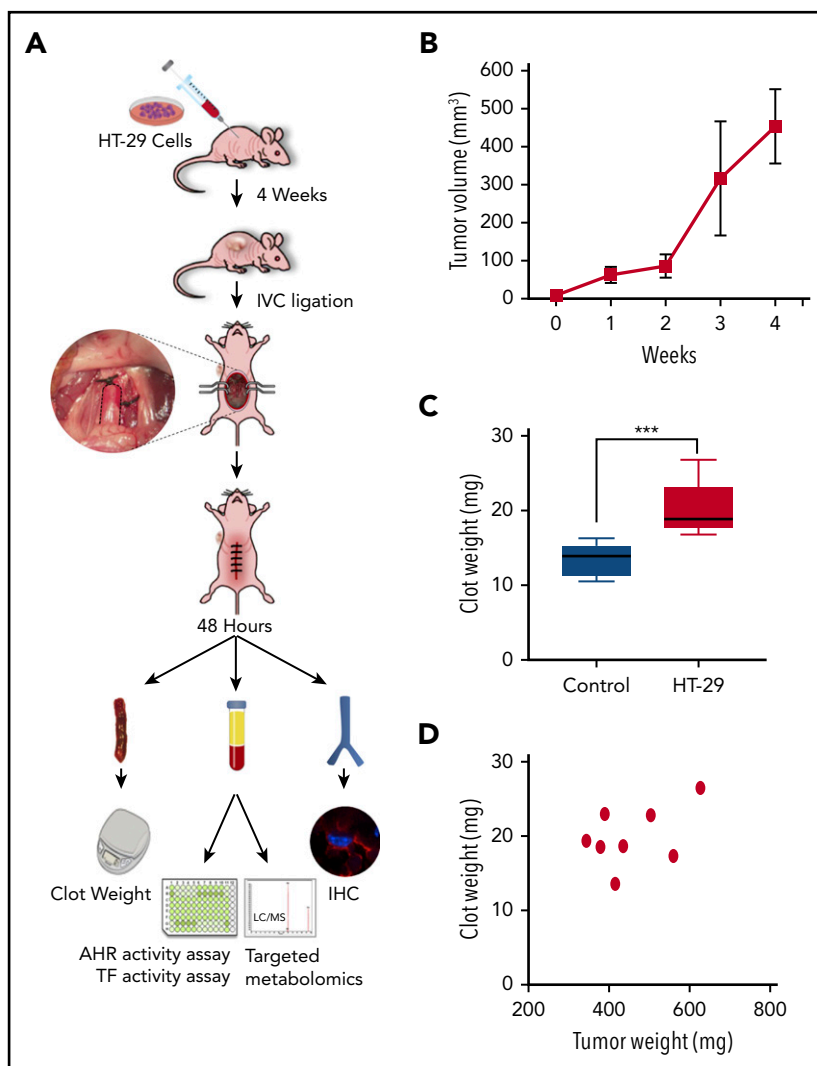 A
HT-29 Cells
4 Weeks
IVC ligation
48 Hours
Clot Weight
LC/MS
IHC
AHR activity assay
TF activity assay
Targeted
metabolomics
B
Tumor volume (mm³)
600
500
400
300
200
100
0
0 1 2 3 4
Weeks
C
Clot weight (mg)
30
20
10
0
***
Control HT-29
D
Clot weight (mg)
30
20
10
0
200 400 600 800
Tumor weight (mg)